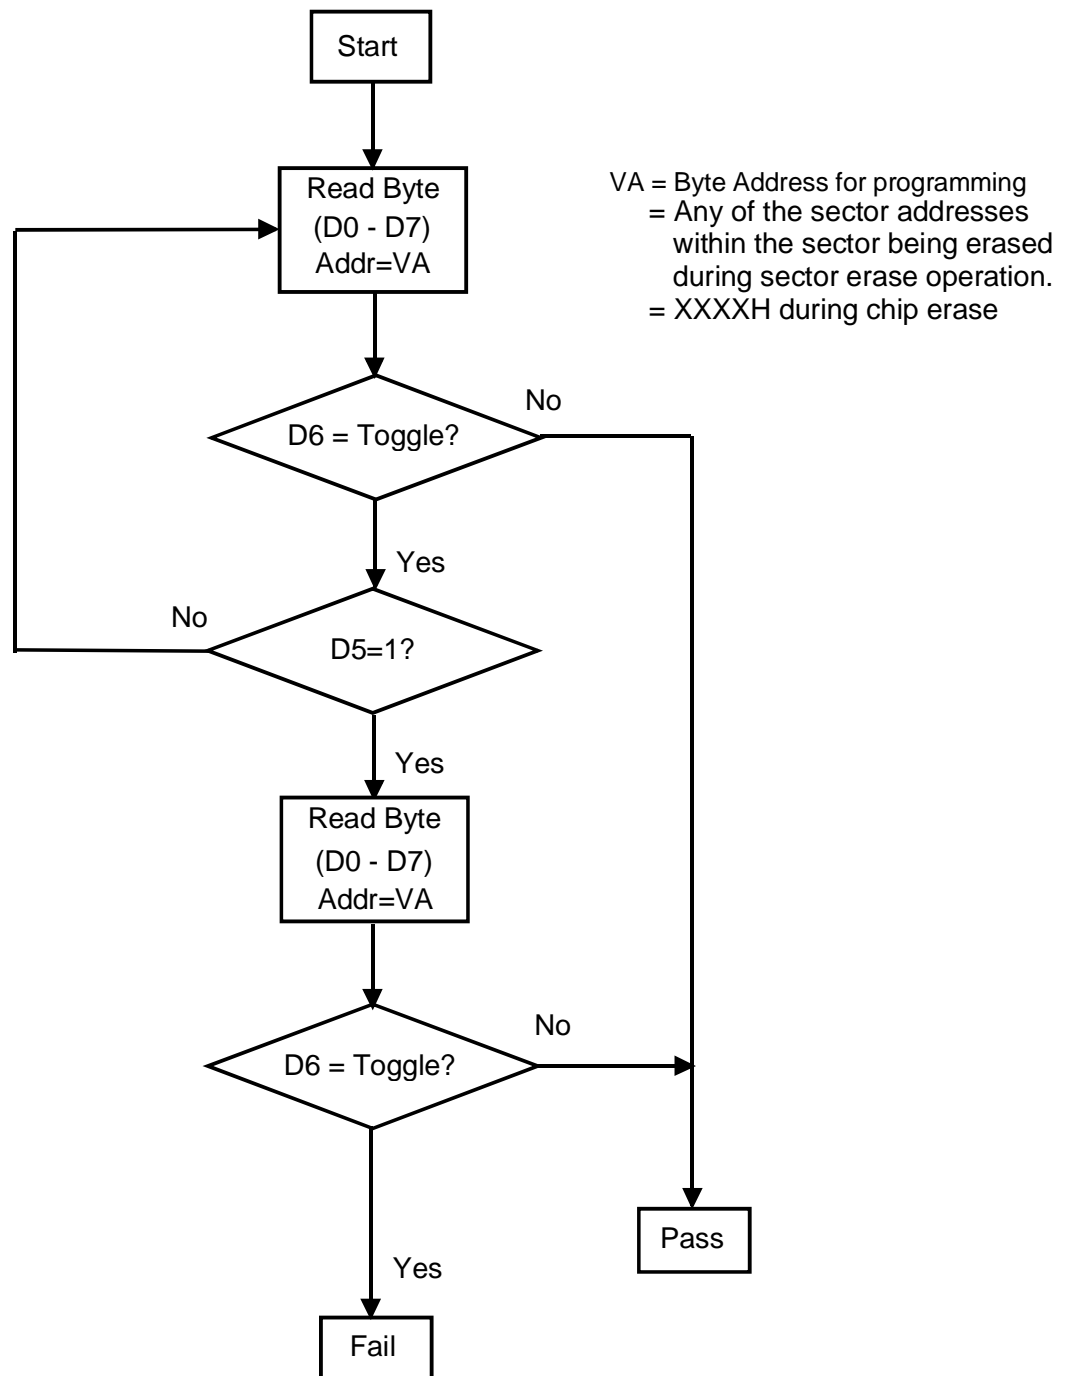 Start
Read Byte
(D0 - D7)
Addr=VA
VA = Byte Address for programming
= Any of the sector addresses
within the sector being erased
during sector erase operation.
= XXXXH during chip erase
No
D6 = Toggle?
Yes
No
D5=1?
Yes
Read Byte
(D0 - D7)
Addr=VA
No
D6 = Toggle?
Pass
Yes
Fail